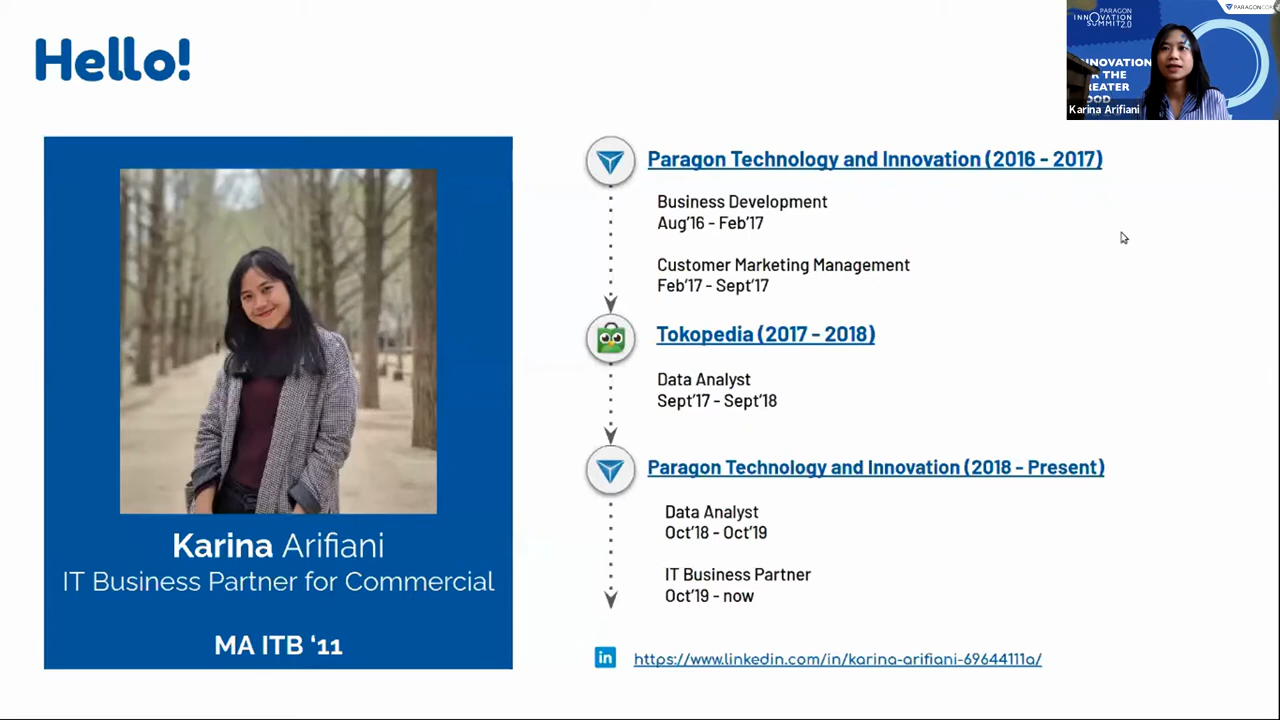 Hello!
PARAGON
INNOVATION
SUMMIT 2.0
PARAGONCORP
INNOVATION
THE
GREATER
Karina Arifiani
Paragon Technology and Innovation (2016 - 2017)
Business Development
Aug'16 - Feb'17
Customer Marketing Management
Feb'17 - Sept'17
Tokopedia (2017 - 2018)
Data Analyst
Sept'17 - Sept'18
Paragon Technology and Innovation (2018 - Present)
Data Analyst
Oct'18 - Oct'19
IT Business Partner
Oct'19 - now
Karina Arifiani
IT Business Partner for Commercial
MA ITB ‘11
in
https://www.linkedin.com/in/karina-arifiani-69644111a/